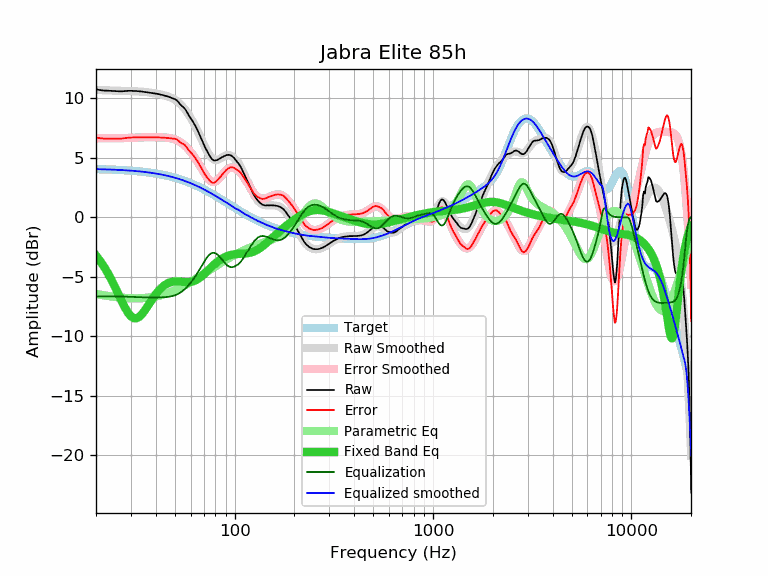 Jabra Elite 85h
10
5
0
−5
−10
−15
−20
Amplitude (dBr)
Target
Raw Smoothed
Error Smoothed
Raw
Error
Parametric Eq
Fixed Band Eq
Equalization
Equalized smoothed
100
1000
10000
Frequency (Hz)